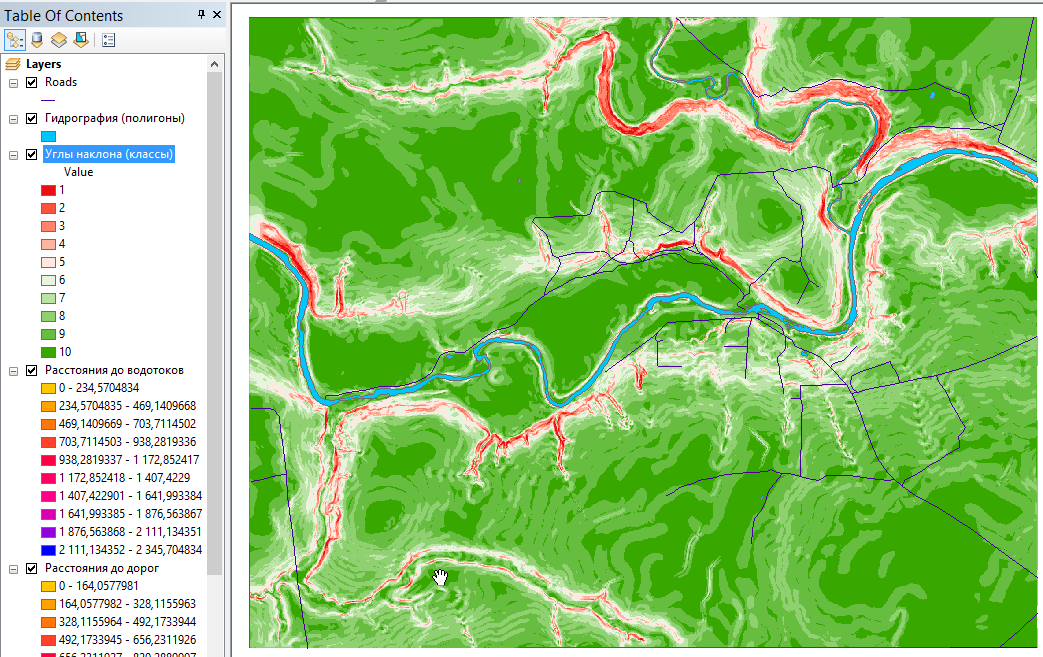 Table Of Contents
Layers
Roads
Гидрография (полигоны)
Углы наклона (классы)
Value
1
2
3
4
5
6
7
8
9
10
Расстояния до водотоков
0 - 234,5704834
234,5704835 - 469,1409668
469,1409669 - 703,7114502
703,7114503 - 938,2819336
938,2819337 - 1 172,852417
1 172,852418 - 1 407,4229
1 407,422901 - 1 641,993384
1 641,993385 - 1 876,563867
1 876,563868 - 2 111,134351
2 111,134352 - 2 345,704834
Расстояния до дорог
0 - 164,0577981
164,0577982 - 328,1155963
328,1155964 - 492,1733944
492,1733945 - 656,2311926